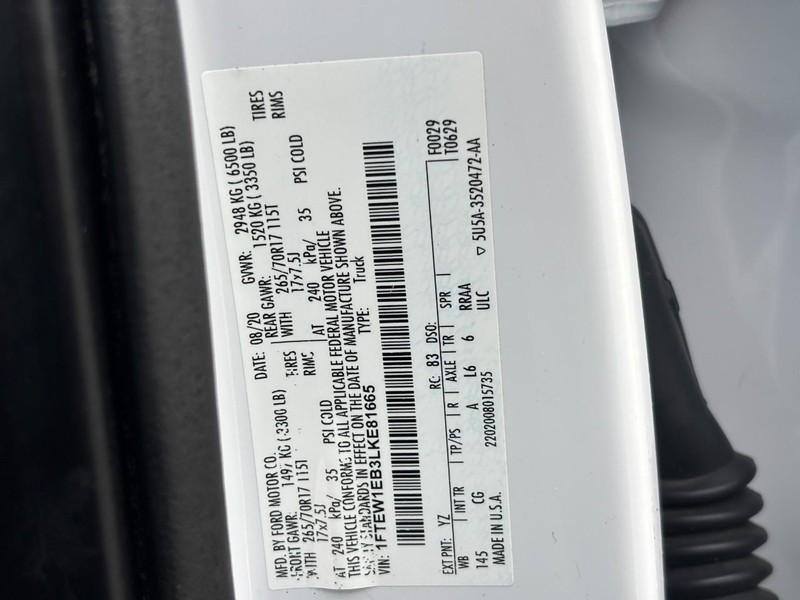 MFD. BY FORD MOTOR CO. DATE: 08/20 GVWR: 2948 KG ( 6500 LB)
FRONT GAWR: 1497 KG ( 3300 LB) REAR GAWR: 1520 KG ( 3350 LB)
WITH 265/70R17 115T TIRES WITH 265/70R17 115T TIRES
17x7.5J RIMS 17x7.5J RIMS
AT 240 kPa/ 35 PSI COLD AT 240 kPa/ 35 PSI COLD
THIS VEHICLE CONFORMS TO ALL APPLICABLE FEDERAL MOTOR VEHICLE
STANDARDS IN EFFECT ON THE DATE OF MANUFACTURE SHOWN ABOVE.
VIN: 1FTEW1EB3LKE81665 TYPE: Truck
F0029
EXT PNT: YZ RC: 83 DSO: T0629
WB INT TR TP/PS R AXLE TR SPR
145 CG A L6 6 RRAA
MADE IN U.S.A. 2202008015735 ULC ▽ 5U5A-3520472-AA